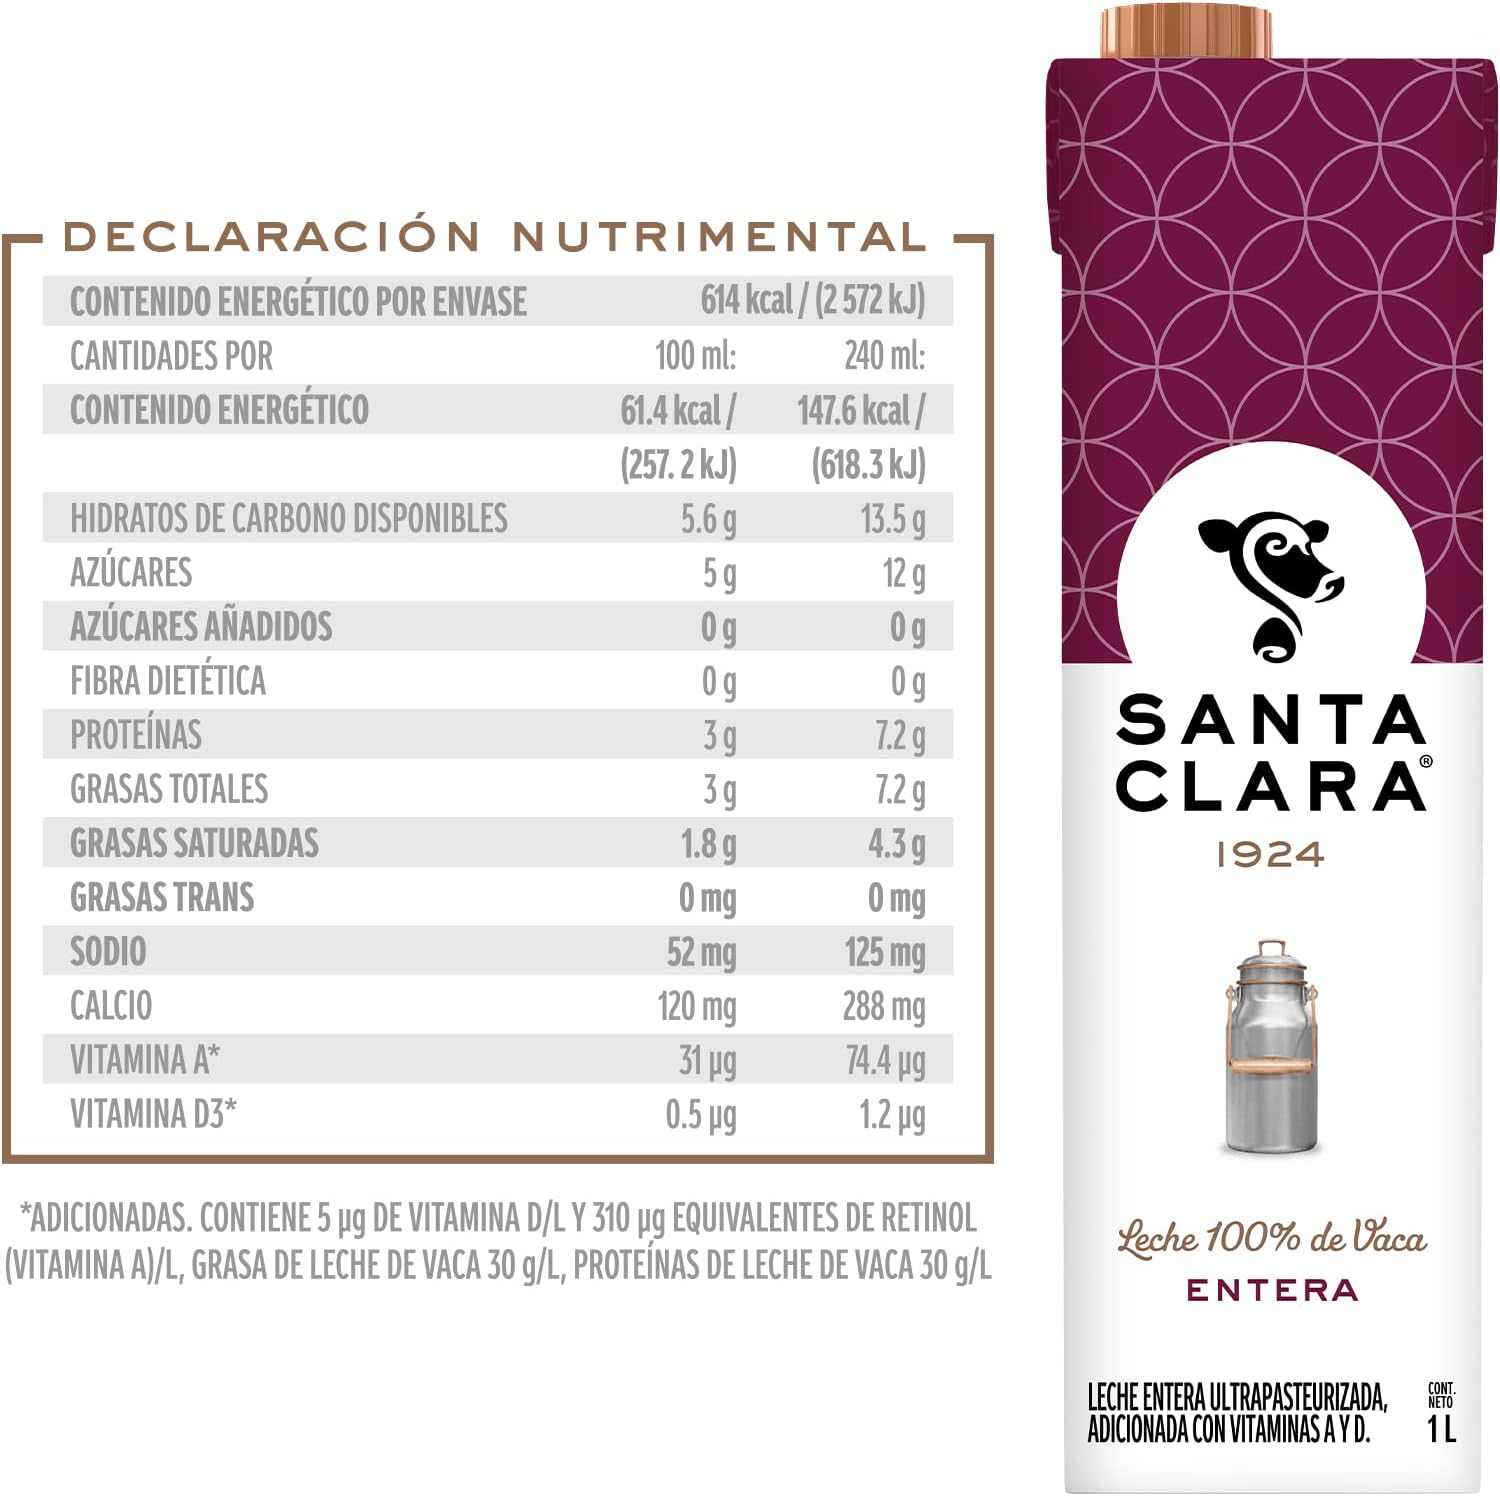 DECLARACIÓN NUTRIMENTAL
CONTENIDO ENERGÉTICO POR ENVASE 614 kcal / (2 572 kJ)
CANTIDADES POR 100 ml: 240 ml:
CONTENIDO ENERGÉTICO 61.4 kcal / 147.6 kcal /
(257. 2 kJ) (618.3 kJ)
HIDRATOS DE CARBONO DISPONIBLES 5.6 g 13.5 g
AZÚCARES 5 g 12 g
AZÚCARES AÑADIDOS 0 g 0 g
FIBRA DIETÉTICA 0 g 0 g
PROTEÍNAS 3 g 7.2 g
GRASAS TOTALES 3 g 7.2 g
GRASAS SATURADAS 1.8 g 4.3 g
GRASAS TRANS 0 mg 0 mg
SODIO 52 mg 125 mg
CALCIO 120 mg 288 mg
VITAMINA A* 31 µg 74.4 µg
VITAMINA D3* 0.5 µg 1.2 µg
*ADICIONADAS. CONTIENE 5 µg DE VITAMINA D/L Y 310 µg EQUIVALENTES DE RETINOL
(VITAMINA A)/L, GRASA DE LECHE DE VACA 30 g/L, PROTEÍNAS DE LECHE DE VACA 30 g/L
SANTA
CLARA®
1924
Leche 100% de Vaca
ENTERA
LECHE ENTERA ULTRAPASTEURIZADA,
ADICIONADA CON VITAMINAS A Y D.
CONT.
NETO
1 L